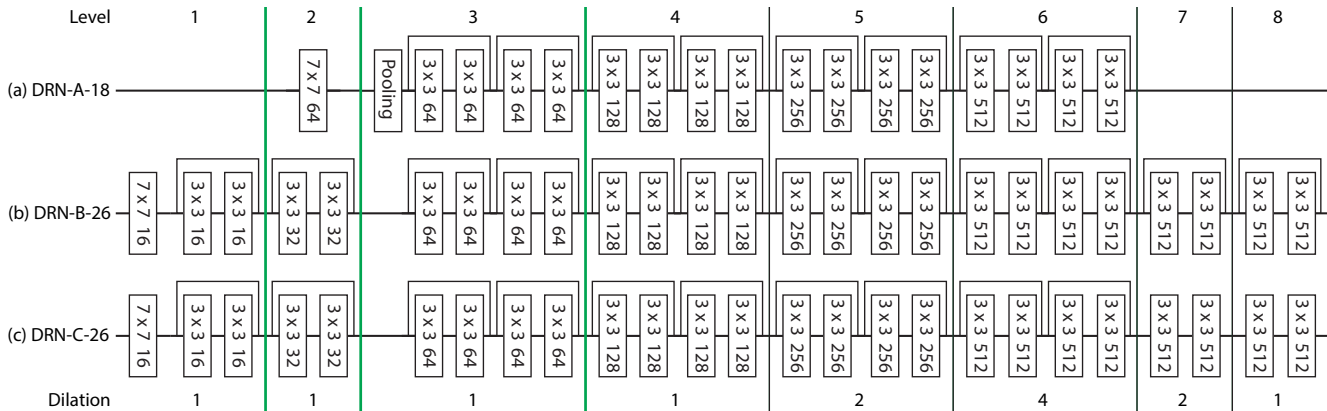 Level 1 2 3 4 5 6 7 8
(a) DRN-A-18
7 x 7 64
Pooling
3 x 3 64
3 x 3 64
3 x 3 64
3 x 3 64
3 x 3 128
3 x 3 128
3 x 3 128
3 x 3 128
3 x 3 256
3 x 3 256
3 x 3 256
3 x 3 256
3 x 3 512
3 x 3 512
3 x 3 512
3 x 3 512
(b) DRN-B-26
7 x 7 16
3 x 3 16
3 x 3 16
3 x 3 32
3 x 3 32
3 x 3 64
3 x 3 64
3 x 3 64
3 x 3 64
3 x 3 128
3 x 3 128
3 x 3 128
3 x 3 128
3 x 3 256
3 x 3 256
3 x 3 256
3 x 3 256
3 x 3 512
3 x 3 512
3 x 3 512
3 x 3 512
3 x 3 512
3 x 3 512
3 x 3 512
3 x 3 512
(c) DRN-C-26
7 x 7 16
3 x 3 16
3 x 3 16
3 x 3 32
3 x 3 32
3 x 3 64
3 x 3 64
3 x 3 64
3 x 3 64
3 x 3 128
3 x 3 128
3 x 3 128
3 x 3 128
3 x 3 256
3 x 3 256
3 x 3 256
3 x 3 256
3 x 3 512
3 x 3 512
3 x 3 512
3 x 3 512
3 x 3 512
3 x 3 512
3 x 3 512
3 x 3 512
Dilation 1 1 1 1 2 4 2 1